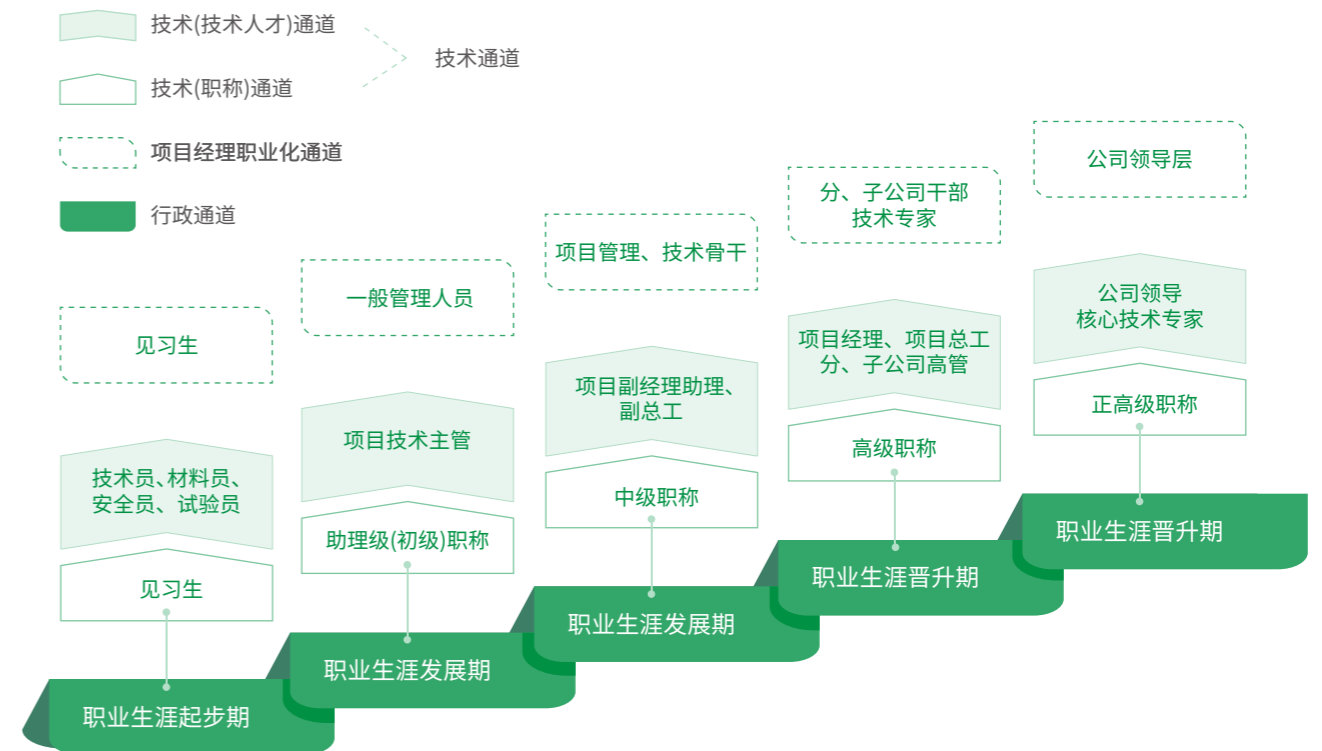 技术(技术人才)通道
技术(职称)通道
技术通道
项目经理职业化通道
行政通道
见习生
技术员、材料员、
安全员、试验员
见习生
职业生涯起步期
一般管理人员
项目技术主管
助理级(初级)职称
职业生涯发展期
项目管理、技术骨干
项目副经理助理、
副总工
中级职称
职业生涯发展期
分、子公司干部
技术专家
项目经理、项目总工
分、子公司高管
高级职称
职业生涯晋升期
公司领导层
公司领导
核心技术专家
正高级职称
职业生涯晋升期